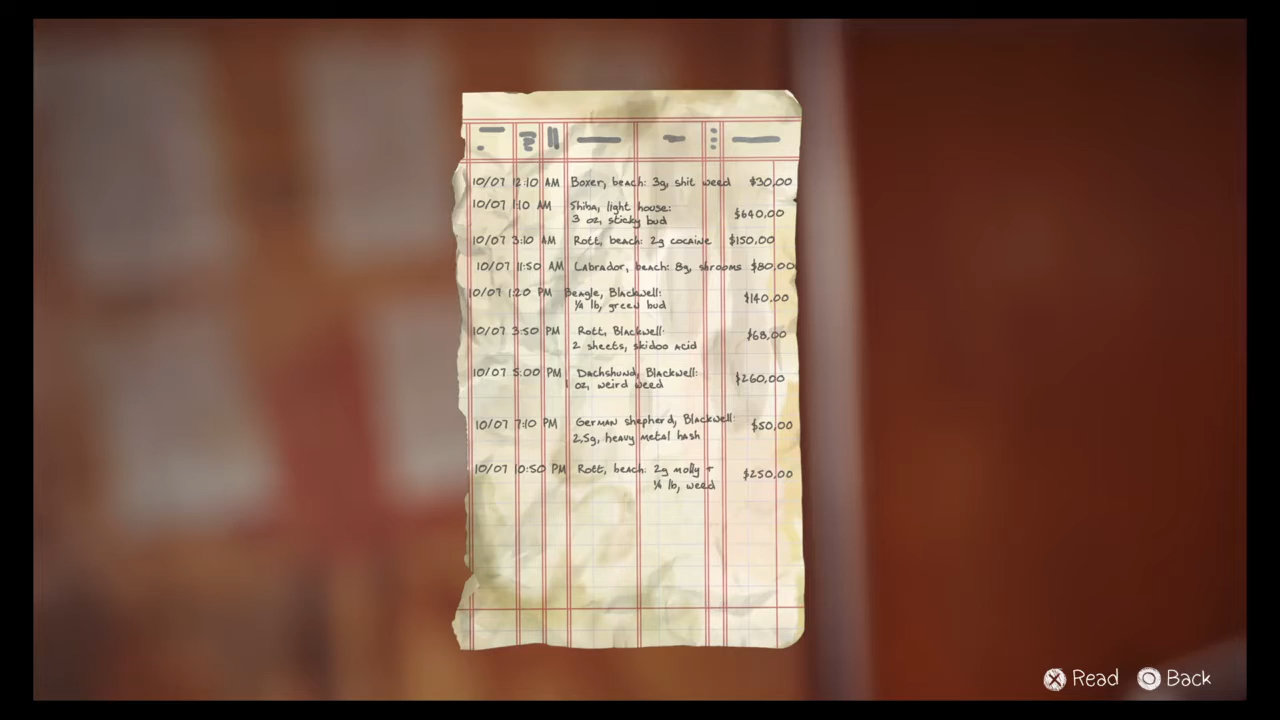 10/07 12:10 AM Boxer, beach: 3g, shit weed $30,00
10/07 1:10 AM Shiba, light house: $640,00
3 oz, sticky bud
10/07 3:10 AM Rott, beach: 2g cocaine $150,00
10/07 11:50 AM Labrador, beach: 8g, shrooms $80,00
10/07 1:20 PM Beagle, Blackwell: $140,00
1/4 lb, green bud
10/07 3:50 PM Rott, Blackwell: $68,00
2 sheets, skidoo acid
10/07 5:00 PM Dachshund, Blackwell: $260,00
1 oz, weird weed
10/07 7:10 PM German shepherd, Blackwell: $50,00
2,5g, heavy metal hash
10/07 10:50 PM Rott, beach: 2g molly + $250,00
1/4 lb, weed
Read Back